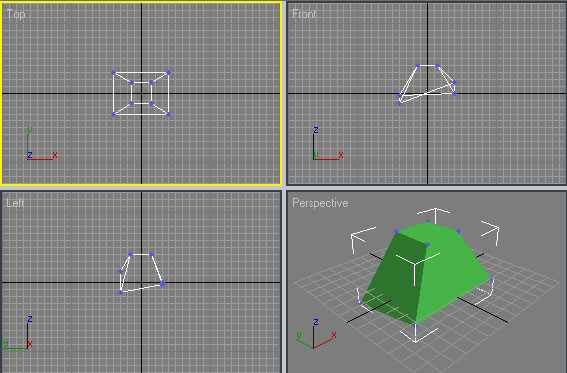 Top
y
z x
Front
z
y x
Left
z
y x
Perspective
z
y x